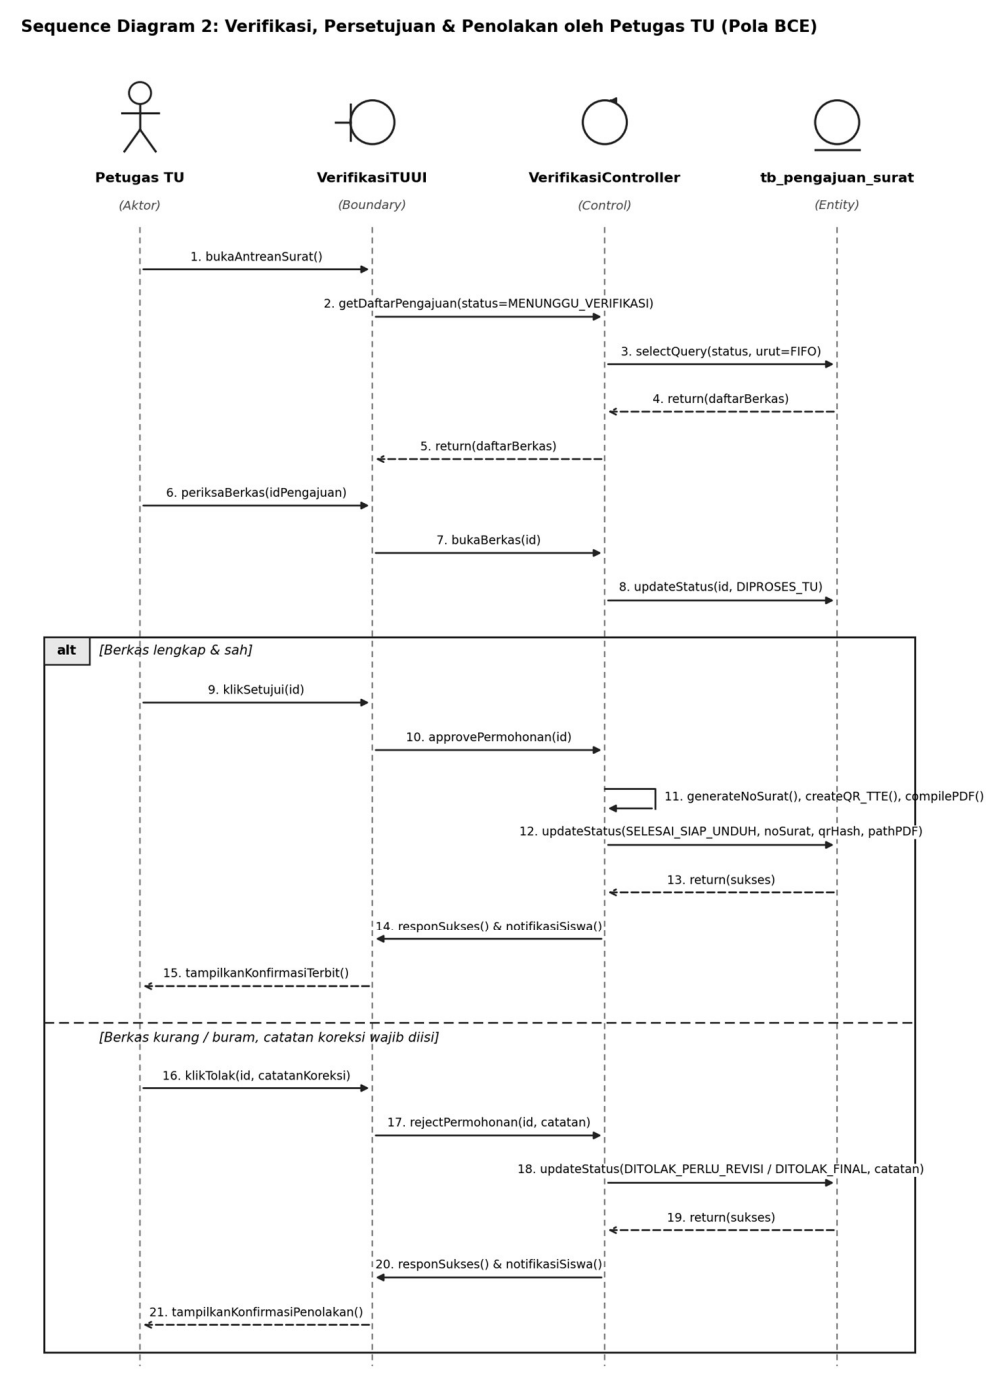 Sequence Diagram 2: Verifikasi, Persetujuan & Penolakan oleh Petugas TU (Pola BCE)
Petugas TU
VerifikasiTUUI
VerifikasiController
tb_pengajuan_surat
(Aktor)
(Boundary)
(Control)
(Entity)
1. bukaAntreanSurat()
2. getDaftarPengajuan(status=MENUNGGU_VERIFIKASI)
3. selectQuery(status, urut=FIFO)
4. return(daftarBerkas)
5. return(daftarBerkas)
6. periksaBerkas(idPengajuan)
7. bukaBerkas(id)
8. updateStatus(id, DIPROSES_TU)
alt
[Berkas lengkap & sah]
9. klikSetujui(id)
10. approvePermohonan(id)
11. generateNoSurat(), createQR_TTE(), compilePDF()
12. updateStatus(SELESAI_SIAP_UNDUH, noSurat, qrHash, pathPDF)
13. return(sukses)
14. responSukses() & notifikasiSiswa()
15. tampilkanKonfirmasiTerbit()
[Berkas kurang / buram, catatan koreksi wajib diisi]
16. klikTolak(id, catatanKoreksi)
17. rejectPermohonan(id, catatan)
18. updateStatus(DITOLAK_PERLU_REVISI / DITOLAK_FINAL, catatan)
19. return(sukses)
20. responSukses() & notifikasiSiswa()
21. tampilkanKonfirmasiPenolakan()